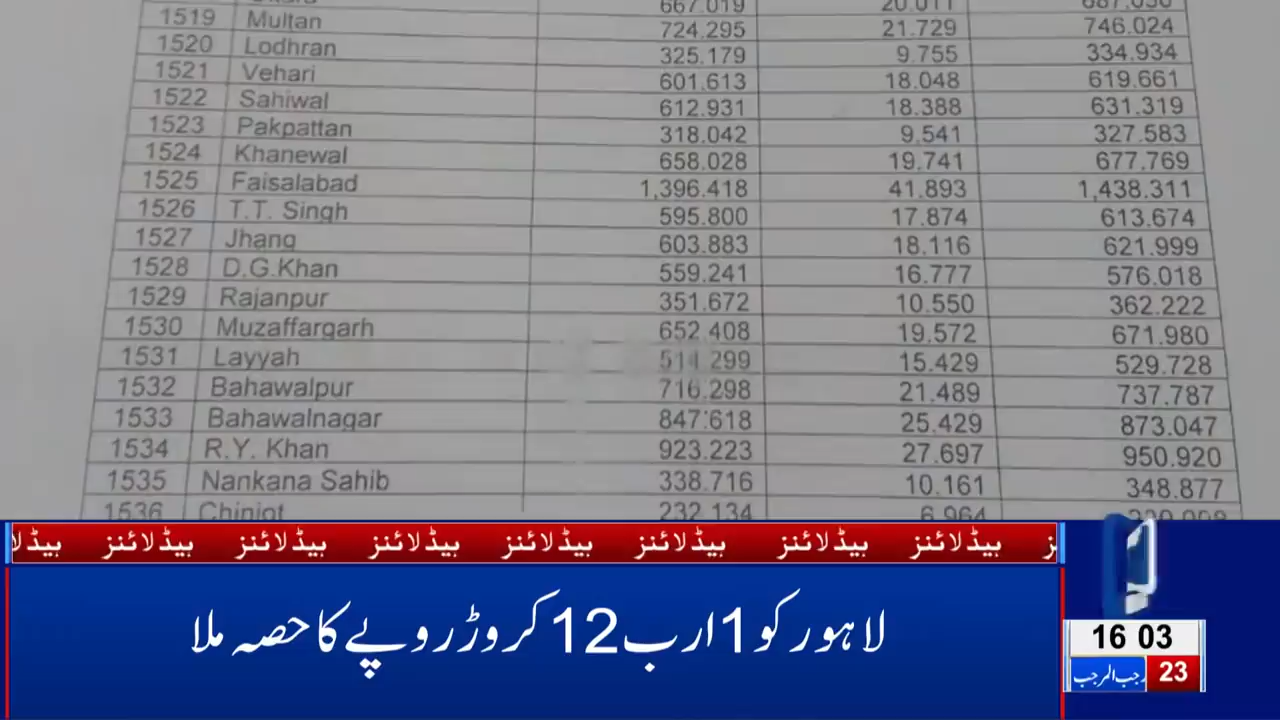 667.019 20.011
1519 Multan 724.295 21.729 746.024
1520 Lodhran 325.179 9.755 334.934
1521 Vehari 601.613 18.048 619.661
1522 Sahiwal 612.931 18.388 631.319
1523 Pakpattan 318.042 9.541 327.583
1524 Khanewal 658.028 19.741 677.769
1525 Faisalabad 1,396.418 41.893 1,438.311
1526 T.T. Singh 595.800 17.874 613.674
1527 Jhang 603.883 18.116 621.999
1528 D.G.Khan 559.241 16.777 576.018
1529 Rajanpur 351.672 10.550 362.222
1530 Muzaffargarh 652.408 19.572 671.980
1531 Layyah 514.299 15.429 529.728
1532 Bahawalpur 716.298 21.489 737.787
1533 Bahawalnagar 847.618 25.429 873.047
1534 R.Y. Khan 923.223 27.697 950.920
1535 Nankana Sahib 338.716 10.161 348.877
1536 Chiniot 232.134 6.964
ہیڈلائنز ہیڈلائنز ہیڈلائنز ہیڈلائنز ہیڈلائنز ہیڈلائنز ہیڈلائنز
لاہور کو 1 ارب 12 کروڑ روپے کا حصہ ملا
16 03
23 رجب المرجب